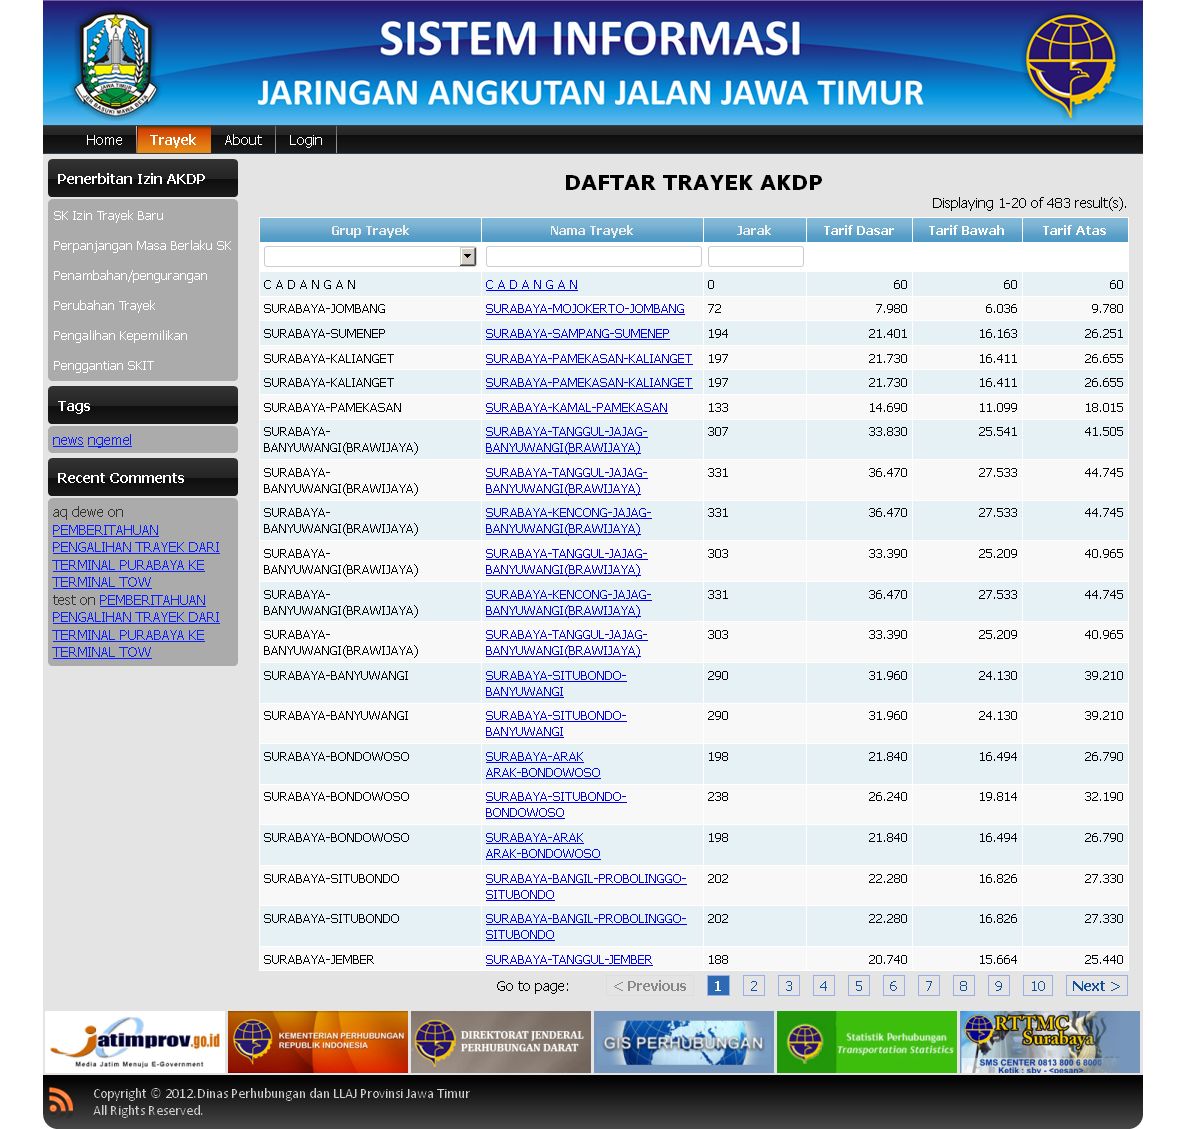 SISTEM INFORMASI
JARINGAN ANGKUTAN JALAN JAWA TIMUR
JAWA TIMUR
JER BASUKI MAWA BEYA
Home Trayek About Login
Penerbitan Izin AKDP
SK Izin Trayek Baru
Perpanjangan Masa Berlaku SK
Penambahan/pengurangan
Perubahan Trayek
Pengalihan Kepemilikan
Penggantian SKIT
Tags
news ngemel
Recent Comments
aq dewe on
PEMBERITAHUAN
PENGALIHAN TRAYEK DARI
TERMINAL PURABAYA KE
TERMINAL TOW
test on PEMBERITAHUAN
PENGALIHAN TRAYEK DARI
TERMINAL PURABAYA KE
TERMINAL TOW
DAFTAR TRAYEK AKDP
Displaying 1-20 of 483 result(s).
Grup Trayek Nama Trayek Jarak Tarif Dasar Tarif Bawah Tarif Atas
C A D A N G A N C A D A N G A N 0 60 60 60
SURABAYA-JOMBANG SURABAYA-MOJOKERTO-JOMBANG 72 7.980 6.036 9.780
SURABAYA-SUMENEP SURABAYA-SAMPANG-SUMENEP 194 21.401 16.163 26.251
SURABAYA-KALIANGET SURABAYA-PAMEKASAN-KALIANGET 197 21.730 16.411 26.655
SURABAYA-KALIANGET SURABAYA-PAMEKASAN-KALIANGET 197 21.730 16.411 26.655
SURABAYA-PAMEKASAN SURABAYA-KAMAL-PAMEKASAN 133 14.690 11.099 18.015
SURABAYA- SURABAYA-TANGGUL-JAJAG- 307 33.830 25.541 41.505
BANYUWANGI(BRAWIJAYA) BANYUWANGI(BRAWIJAYA)
SURABAYA- SURABAYA-TANGGUL-JAJAG- 331 36.470 27.533 44.745
BANYUWANGI(BRAWIJAYA) BANYUWANGI(BRAWIJAYA)
SURABAYA- SURABAYA-KENCONG-JAJAG- 331 36.470 27.533 44.745
BANYUWANGI(BRAWIJAYA) BANYUWANGI(BRAWIJAYA)
SURABAYA- SURABAYA-TANGGUL-JAJAG- 303 33.390 25.209 40.965
BANYUWANGI(BRAWIJAYA) BANYUWANGI(BRAWIJAYA)
SURABAYA- SURABAYA-KENCONG-JAJAG- 331 36.470 27.533 44.745
BANYUWANGI(BRAWIJAYA) BANYUWANGI(BRAWIJAYA)
SURABAYA- SURABAYA-TANGGUL-JAJAG- 303 33.390 25.209 40.965
BANYUWANGI(BRAWIJAYA) BANYUWANGI(BRAWIJAYA)
SURABAYA-BANYUWANGI SURABAYA-SITUBONDO- 290 31.960 24.130 39.210
BANYUWANGI
SURABAYA-BANYUWANGI SURABAYA-SITUBONDO- 290 31.960 24.130 39.210
BANYUWANGI
SURABAYA-BONDOWOSO SURABAYA-ARAK 198 21.840 16.494 26.790
ARAK-BONDOWOSO
SURABAYA-BONDOWOSO SURABAYA-SITUBONDO- 238 26.240 19.814 32.190
BONDOWOSO
SURABAYA-BONDOWOSO SURABAYA-ARAK 198 21.840 16.494 26.790
ARAK-BONDOWOSO
SURABAYA-SITUBONDO SURABAYA-BANGIL-PROBOLINGGO- 202 22.280 16.826 27.330
SITUBONDO
SURABAYA-SITUBONDO SURABAYA-BANGIL-PROBOLINGGO- 202 22.280 16.826 27.330
SITUBONDO
SURABAYA-JEMBER SURABAYA-TANGGUL-JEMBER 188 20.740 15.664 25.440
Go to page: < Previous 1 2 3 4 5 6 7 8 9 10 Next >
jatimprov.go.id
Media Jatim Menuju E-Government
KEMENTERIAN PERHUBUNGAN
REPUBLIK INDONESIA
DIREKTORAT JENDERAL
PERHUBUNGAN DARAT
GIS PERHUBUNGAN
Statistik Perhubungan
Transportation Statistics
RTTMC
Surabaya
SMS CENTER 0813 800 6 8000
Ketik : sby - <pesan>
Copyright © 2012.Dinas Perhubungan dan LLAJ Provinsi Jawa Timur
All Rights Reserved.